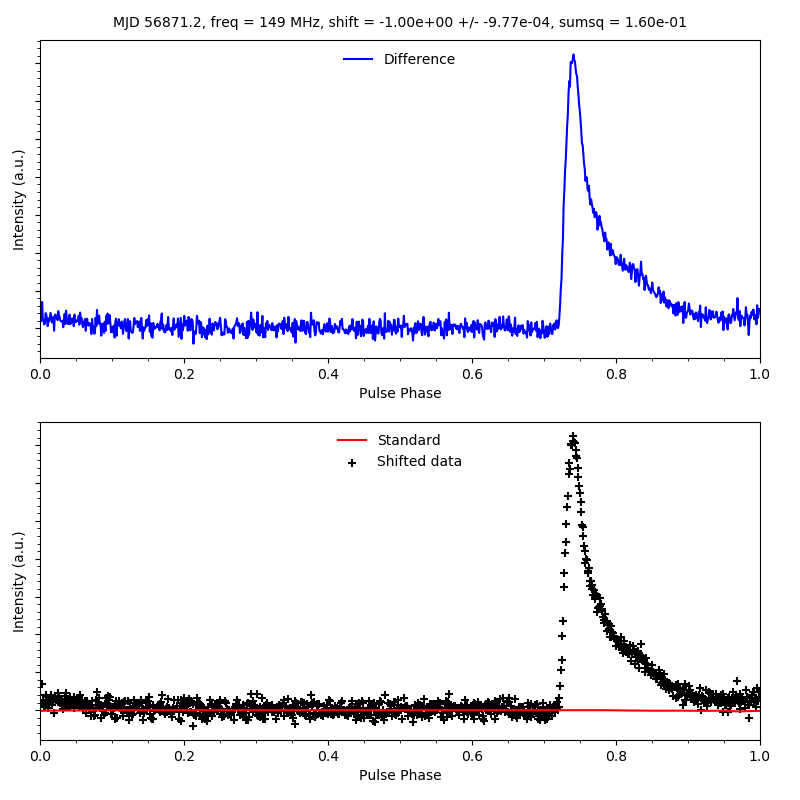 MJD 56871.2, freq = 149 MHz, shift = -1.00e+00 +/- -9.77e-04, sumsq = 1.60e-01
Difference
Intensity (a.u.)
0.0 0.2 0.4 0.6 0.8 1.0
Pulse Phase
Standard
Shifted data
Intensity (a.u.)
0.0 0.2 0.4 0.6 0.8 1.0
Pulse Phase